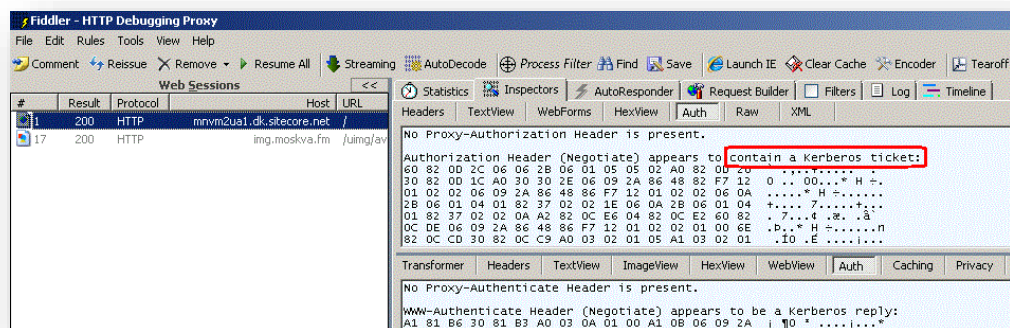 Fiddler - HTTP Debugging Proxy
File Edit Rules Tools View Help
Comment Reissue Remove Resume All Streaming AutoDecode Process Filter Find Save Launch IE Clear Cache Encoder Tearoff
Web Sessions <<
# Result Protocol Host URL
1 200 HTTP mnvm2ua1.dk.sitecore.net /
17 200 HTTP img.moskva.fm /uimg/av
Statistics Inspectors AutoResponder Request Builder Filters Log Timeline
Headers TextView WebForms HexView Auth Raw XML
No Proxy-Authorization Header is present.
Authorization Header (Negotiate) appears to contain a Kerberos ticket:
60 82 0D 2C 06 06 2B 06 01 05 05 02 A0 82 0D 20
30 82 0D 1C A0 30 30 2E 06 09 2A 86 48 82 F7 12 0 .. 00...* H ÷.
01 02 02 06 09 2A 86 48 86 F7 12 01 02 02 06 0A .....* H ÷......
2B 06 01 04 01 82 37 02 02 1E 06 0A 2B 06 01 04 +.... 7.....+...
01 82 37 02 02 0A A2 82 0C E6 04 82 0C E2 60 82 . 7...¢ .æ. .â`
0C DE 06 09 2A 86 48 86 F7 12 01 02 02 01 00 6E .Þ..* H ÷......n
82 0C CD 30 82 0C C9 A0 03 02 01 05 A1 03 02 01 .Í0 .É ....¡...
Transformer Headers TextView ImageView HexView WebView Auth Caching Privacy
No Proxy-Authenticate Header is present.
WWW-Authenticate Header (Negotiate) appears to be a Kerberos reply:
A1 81 B6 30 81 B3 A0 03 0A 01 00 A1 0B 06 09 2A ¡ ¶0 ³ ....¡...*